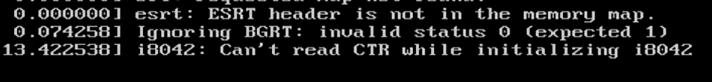 0.000000] esrt: ESRT header is not in the memory map.
0.074258] Ignoring BGRT: invalid status 0 (expected 1)
13.422538] i8042: Can't read CTR while initializing i8042